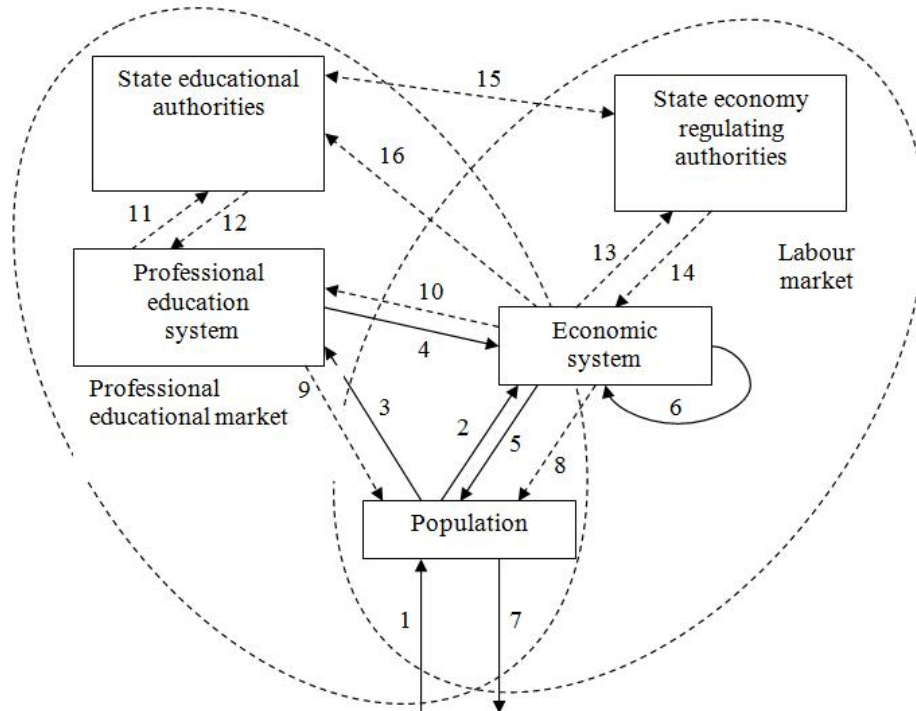 State educational
authorities
15
State economy
regulating
authorities
16
11
12
13
14
Labour
market
Professional
education
system
10
4
Economic
system
Professional
educational market
9
3
2
5
8
6
Population
1
7